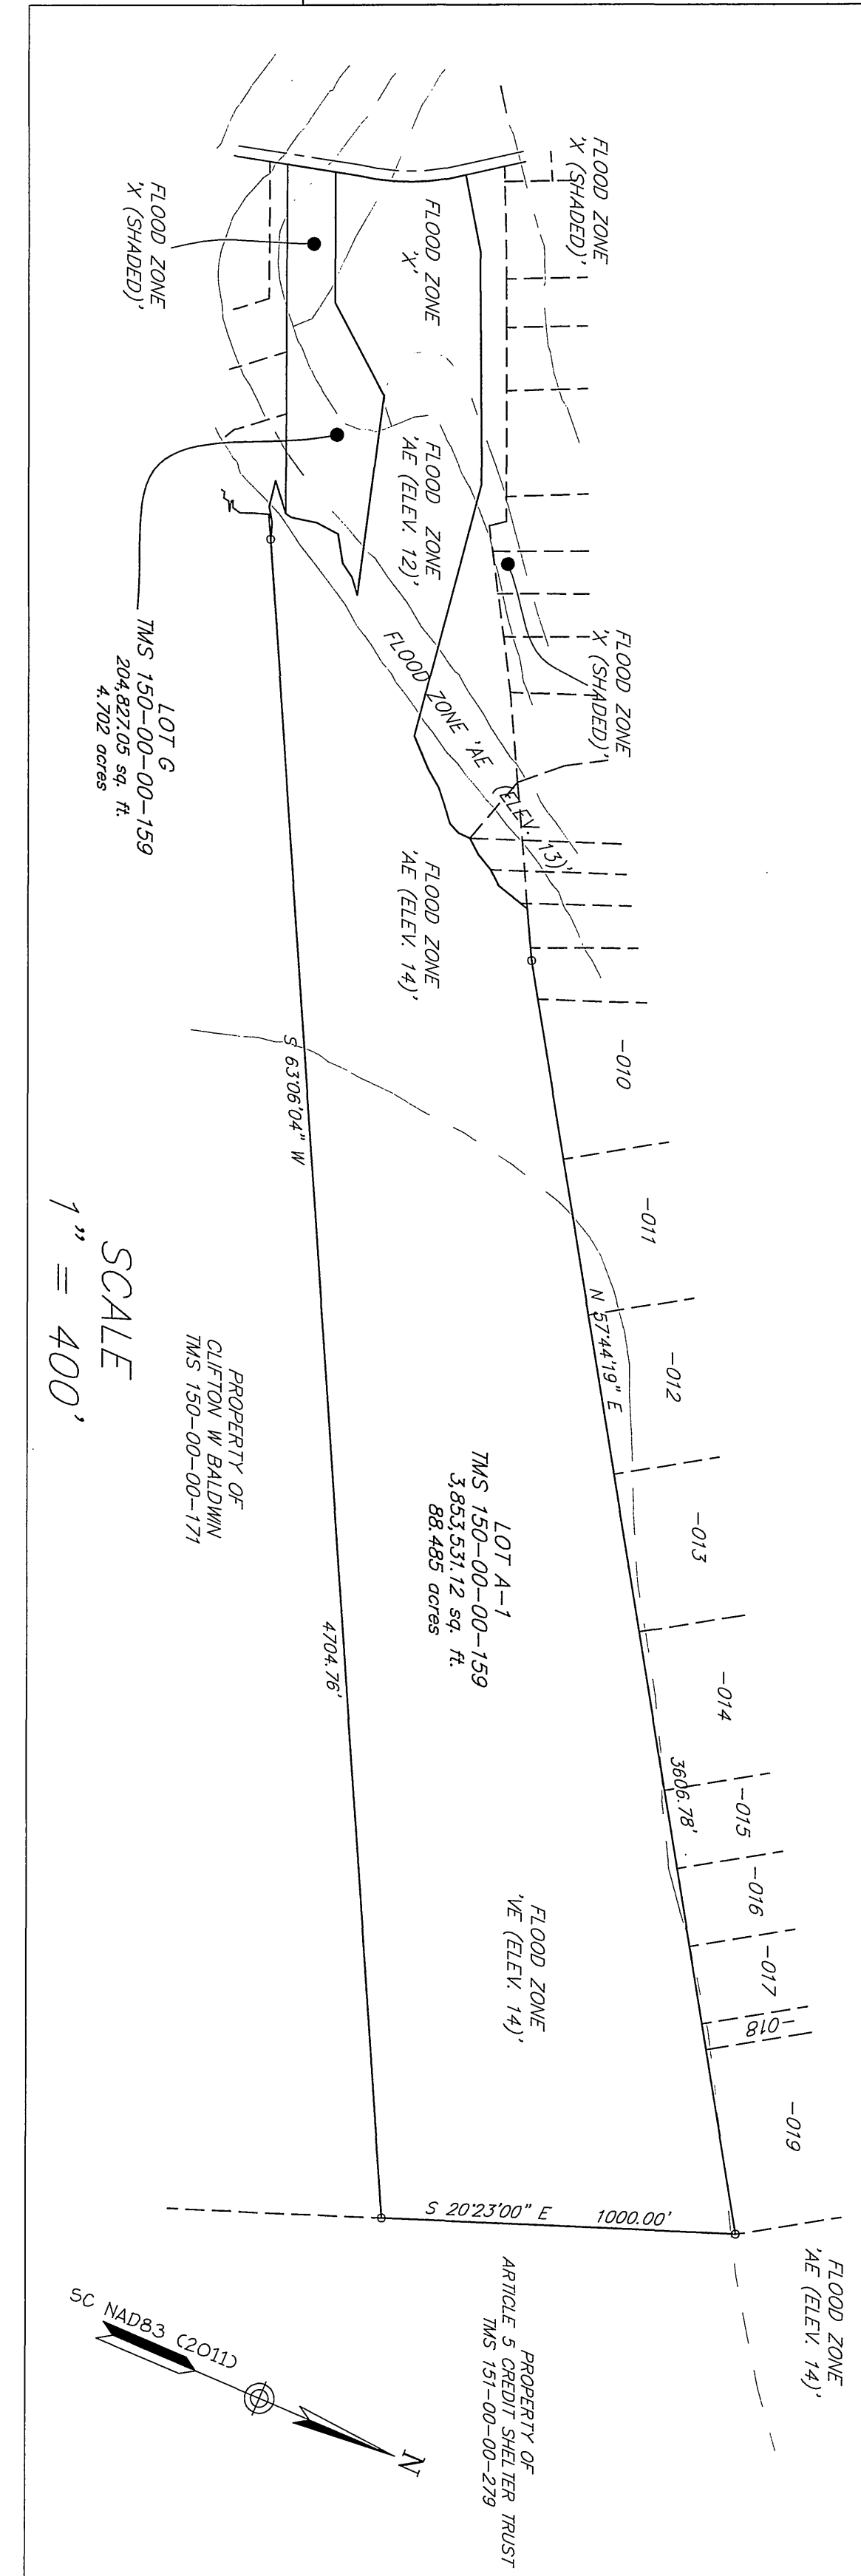 FLOOD ZONE
'X (SHADED)'
FLOOD ZONE
'X (SHADED)'
FLOOD ZONE
'X'
FLOOD ZONE
'AE (ELEV. 12)'
FLOOD ZONE 'AE (ELEV. 13)'
FLOOD ZONE
'X (SHADED)'
LOT G
TMS 150-00-00-159
204,827.05 sq. ft.
4.702 acres
FLOOD ZONE
'AE (ELEV. 14)'
-010
-011
-012
-013
-014
-015
-016
-017
-018
-019
S 63°06'04" W
4704.76'
N 57°44'19" E
3606.78'
SCALE
1" = 400'
PROPERTY OF
CLIFTON W BALDWIN
TMS 150-00-00-171
LOT A-1
TMS 150-00-00-159
3,853,531.12 sq. ft.
88.485 acres
FLOOD ZONE
'VE (ELEV. 14)'
S 20°23'00" E 1000.00'
FLOOD ZONE
'AE (ELEV. 14)'
PROPERTY OF
ARTICLE 5 CREDIT SHELTER TRUST
TMS 151-00-00-279
SC NAD83 (2011)
N